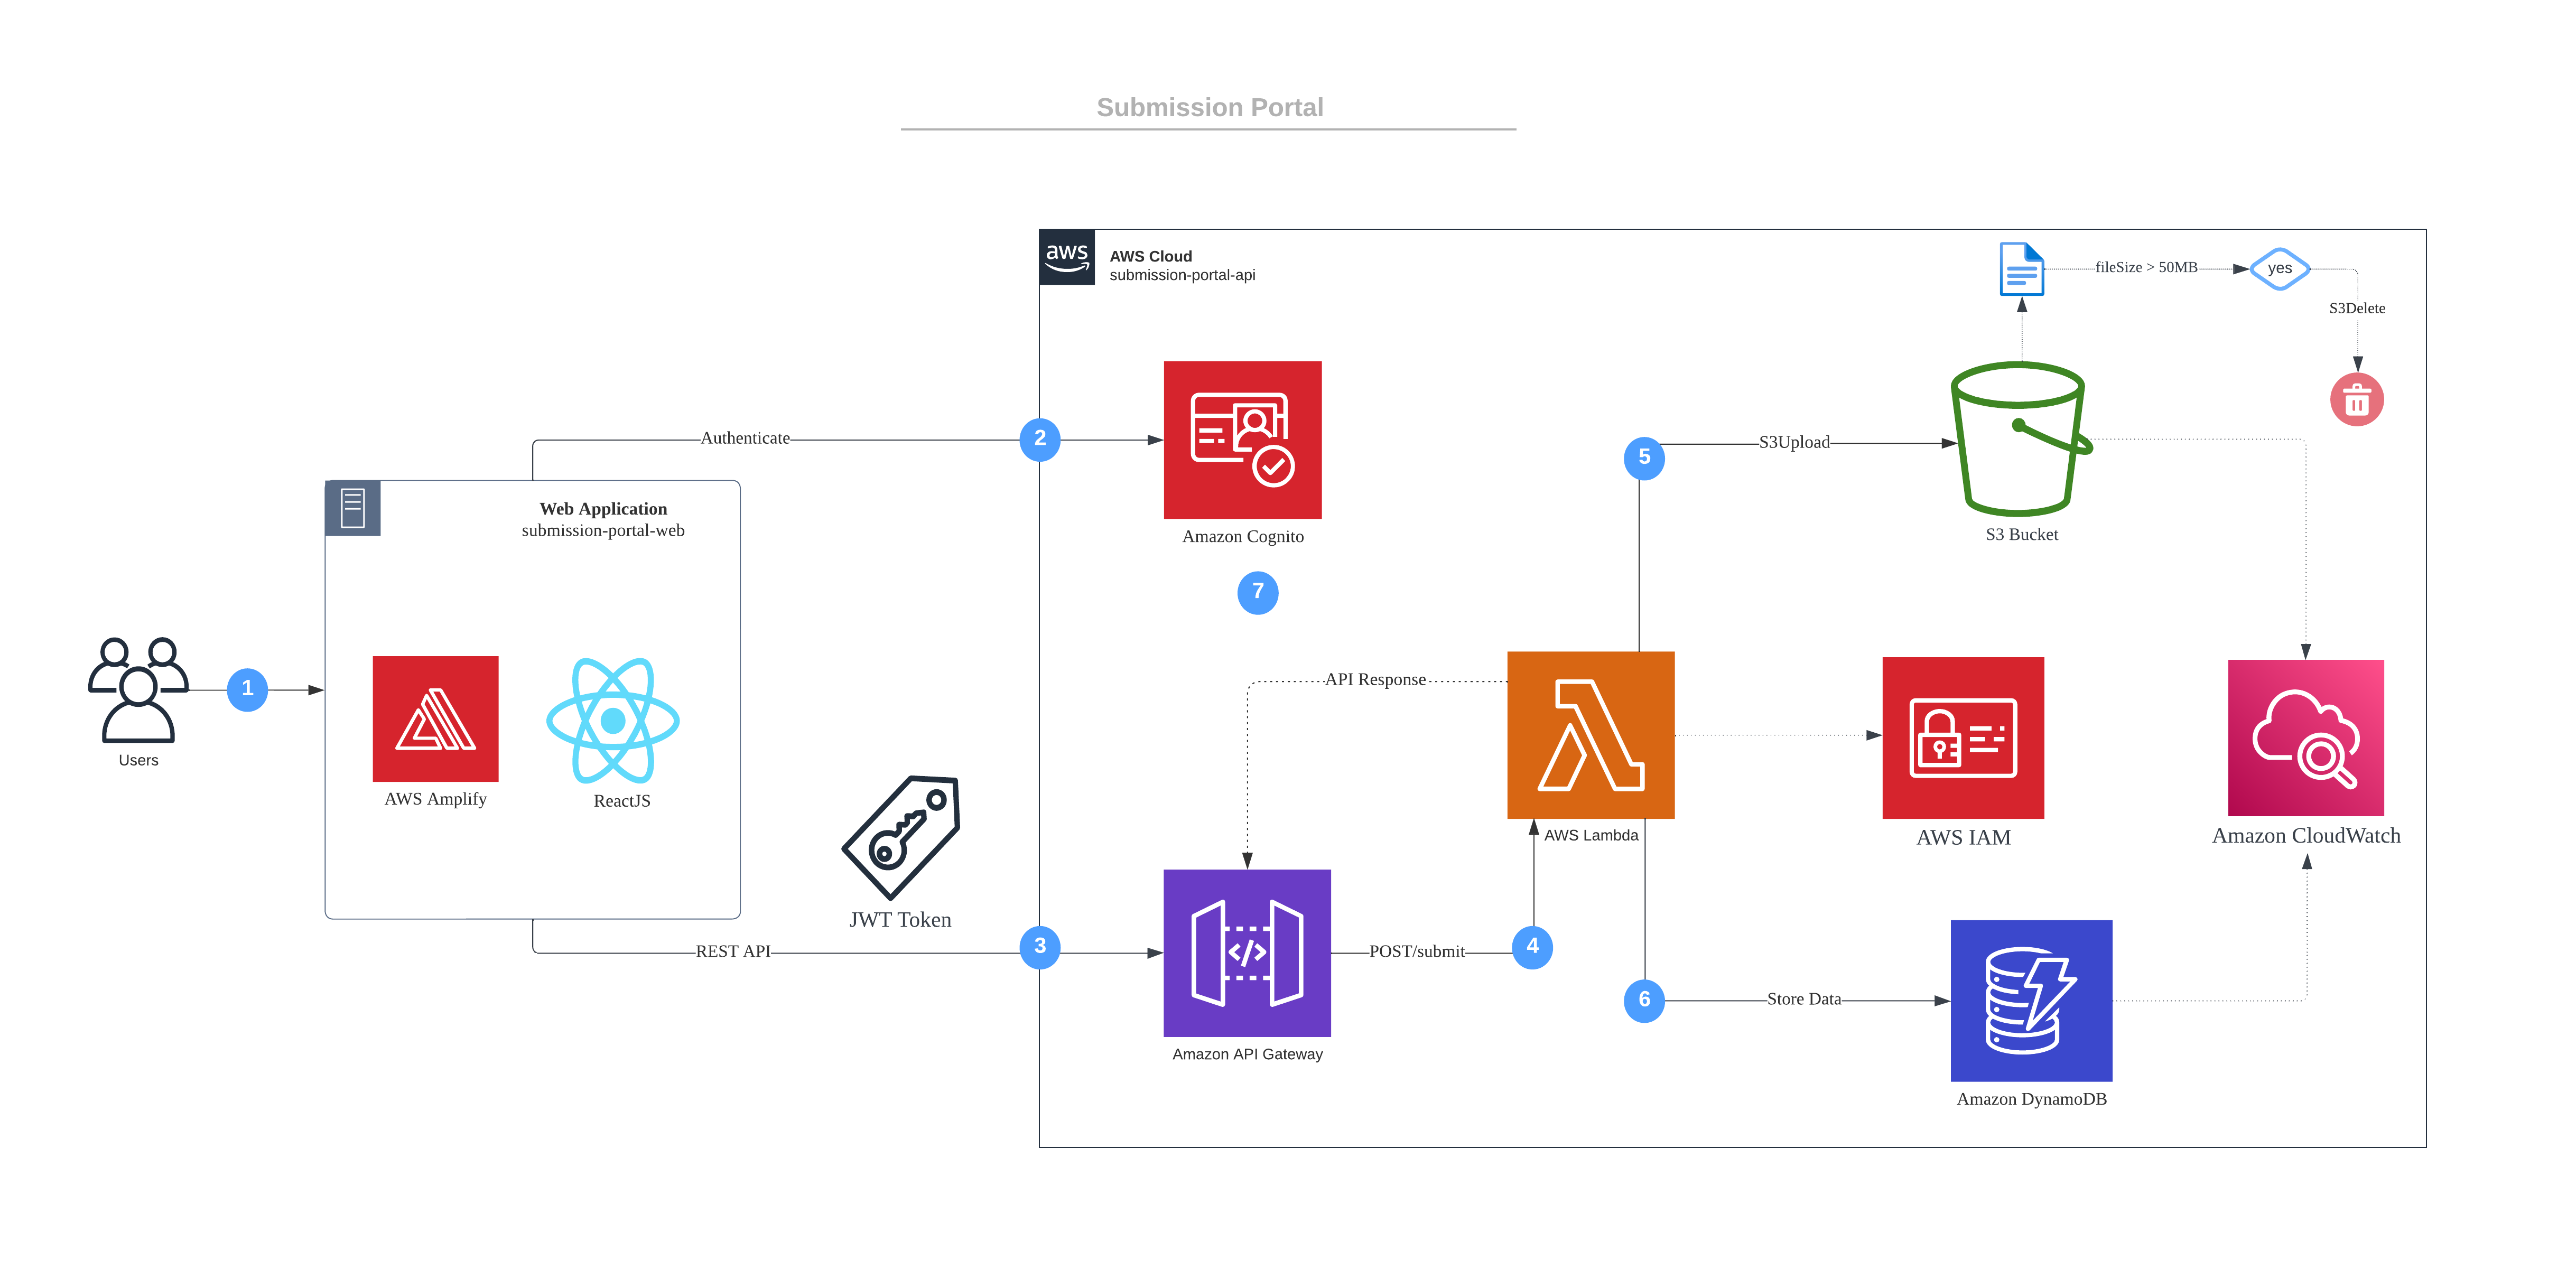 Submission Portal
aws
AWS Cloud
submission-portal-api
fileSize > 50MB
yes
S3Delete
Authenticate
2
Amazon Cognito
7
5
S3Upload
S3 Bucket
Web Application
submission-portal-web
Users
1
AWS Amplify
ReactJS
JWT Token
REST API
3
API Response
AWS Lambda
AWS IAM
Amazon CloudWatch
</>
Amazon API Gateway
POST/submit
4
6
Store Data
Amazon DynamoDB